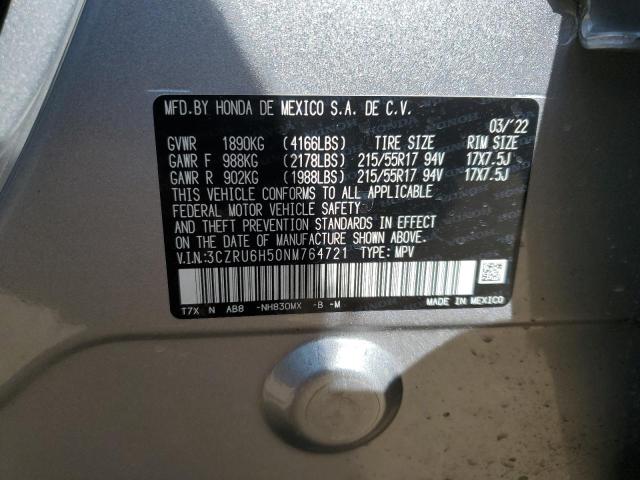 MFD.BY HONDA DE MEXICO S.A. DE C.V.
03/'22
GVWR 1890KG (4166LBS) TIRE SIZE RIM SIZE
GAWR F 988KG (2178LBS) 215/55R17 94V 17X7.5J
GAWR R 902KG (1988LBS) 215/55R17 94V 17X7.5J
THIS VEHICLE CONFORMS TO ALL APPLICABLE
FEDERAL MOTOR VEHICLE SAFETY
AND THEFT PREVENTION STANDARDS IN EFFECT
ON THE DATE OF MANUFACTURE SHOWN ABOVE.
V.I.N.:3CZRU6H50NM764721 TYPE: MPV
T7X N AB8 -NH830MX -B -M MADE IN MEXICO